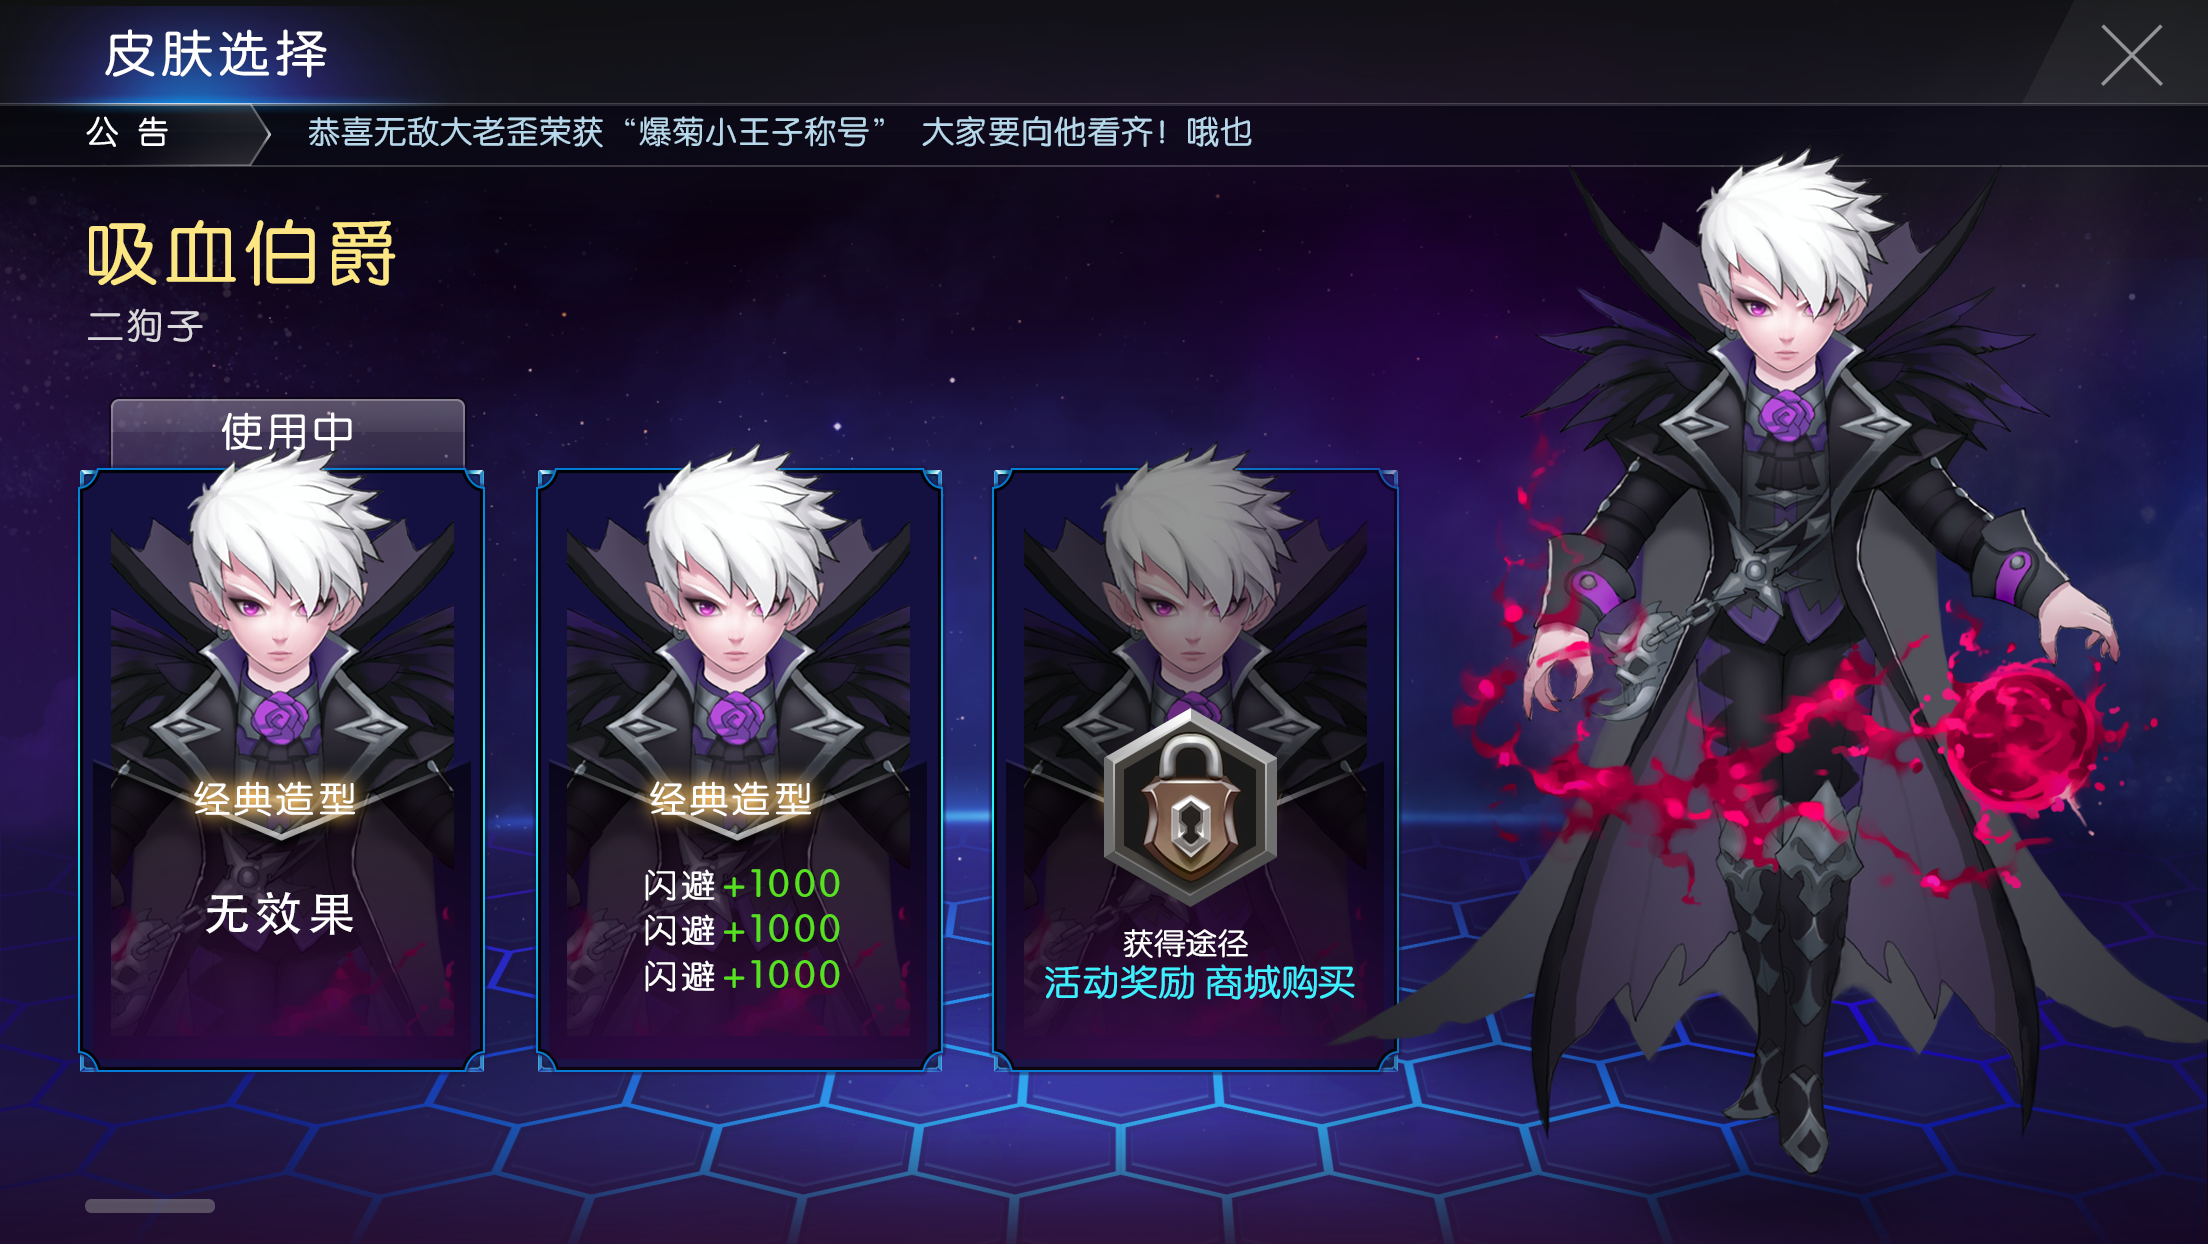 皮肤选择
公告
恭喜无敌大老歪荣获“爆菊小王子称号” 大家要向他看齐！哦也
吸血伯爵
二狗子
使用中
经典造型
无效果
经典造型
闪避+1000
闪避+1000
闪避+1000
获得途径
活动奖励 商城购买